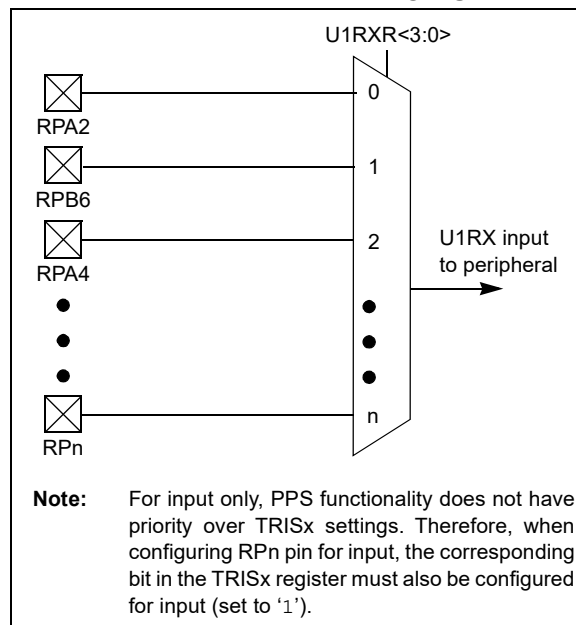 U1RXR<3:0>
0
RPA2
1
RPB6
2
RPA4
U1RX input
to peripheral
n
RPn
Note: For input only, PPS functionality does not have
priority over TRISx settings. Therefore, when
configuring RPn pin for input, the corresponding
bit in the TRISx register must also be configured
for input (set to ‘1’).